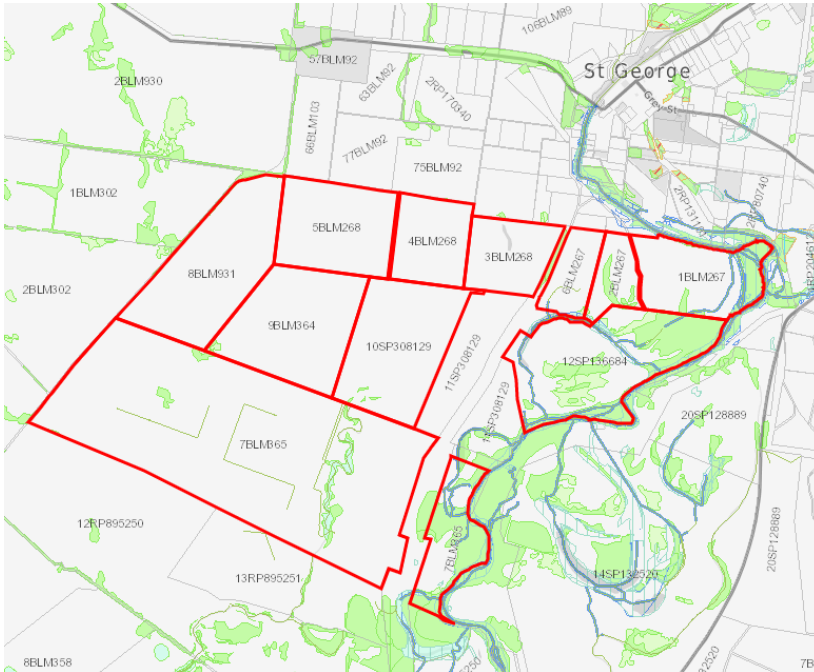 106BLM89
57BLM92
St George
2BLM930
63BLM92
2RP170340
Grey St
66BLM103
77BLM92
75BLM92
1BLM302
5BLM268
4BLM268
3BLM268
8BLM931
6BLM267
2BLM267
1BLM267
2BLM302
9BLM364
10SP308129
11SP308129
12SP136684
11SP308129
20SP128889
7BLM365
12RP895250
7BLM365
20SP128889
13RP895251
14SP132520
8BLM358